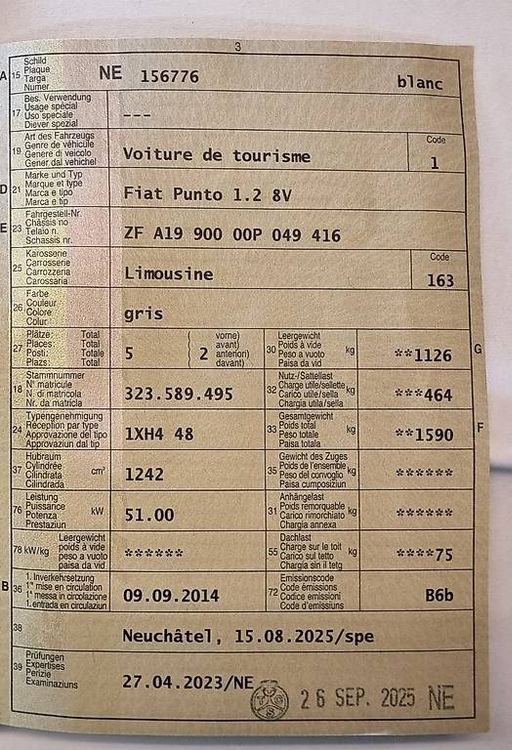 3
A 15 Schild
Plaque
Targa
Numer
NE 156776 blanc
17 Bes. Verwendung
Usage spécial
Uso speciale
Diever spezial
---
19 Art des Fahrzeugs
Genre de véhicule
Genere di veicolo
Gener dal vehichel
Voiture de tourisme
Code
1
D 21 Marke und Typ
Marque et type
Marca e tipo
Marca e tip
Fiat Punto 1.2 8V
E 23 Fahrgestell-Nr.
Châssis no
Telaio n.
Schassis nr.
ZF A19 900 00P 049 416
25 Karosserie
Carrosserie
Carrozzeria
Carossaria
Limousine
Code
163
26 Farbe
Couleur
Colore
Colur
gris
27 Plätze: Total
Places: Total
Posti: Totale
Plazs: Total
5
( vorne)
avant)
2 anteriori)
davant)
30 Leergewicht
Poids à vide
Peso a vuoto
Paisa da vid
kg
**1126
G
18 Stammnummer
N° matricule
N. di matricola
Nr. da matricla
323.589.495
32 Nutz-/Sattellast
Charge utile/sellette
Carico utile/sella
Chargia utila/sella
kg
***464
24 Typengenehmigung
Réception par type
Approvazione del tipo
Approvaziun dal tip
1XH4 48
33 Gesamtgewicht
Poids total
Peso totale
Paisa totala
kg
**1590
F
37 Hubraum
Cylindrée
Cilindrata
Cilindrada
cm³
1242
35 Gewicht des Zuges
Poids de l'ensemble
Peso del convoglio
Paisa cumposiziun
kg
******
76 Leistung
Puissance
Potenza
Prestaziun
kW
51.00
31 Anhängelast
Poids remorquable
Carico rimorchiato
Chargia annexa
kg
******
78 kW/kg Leergewicht
poids à vide
peso a vuoto
paisa da vid
******
55 Dachlast
Charge sur le toit
Carico sul tetto
Chargia sin il tetg
kg
****75
B 36 1. Inverkehrsetzung
1re mise en circulation
1a messa in circolazione
1. entrada en circulaziun
09.09.2014
72 Emissionscode
Code émissions
Codice emissioni
Code d'emissiuns
B6b
38 Neuchâtel, 15.08.2025/spe
39 Prüfungen
Expertises
Perizie
Examinaziuns
27.04.2023/NE
26 SEP. 2025 NE